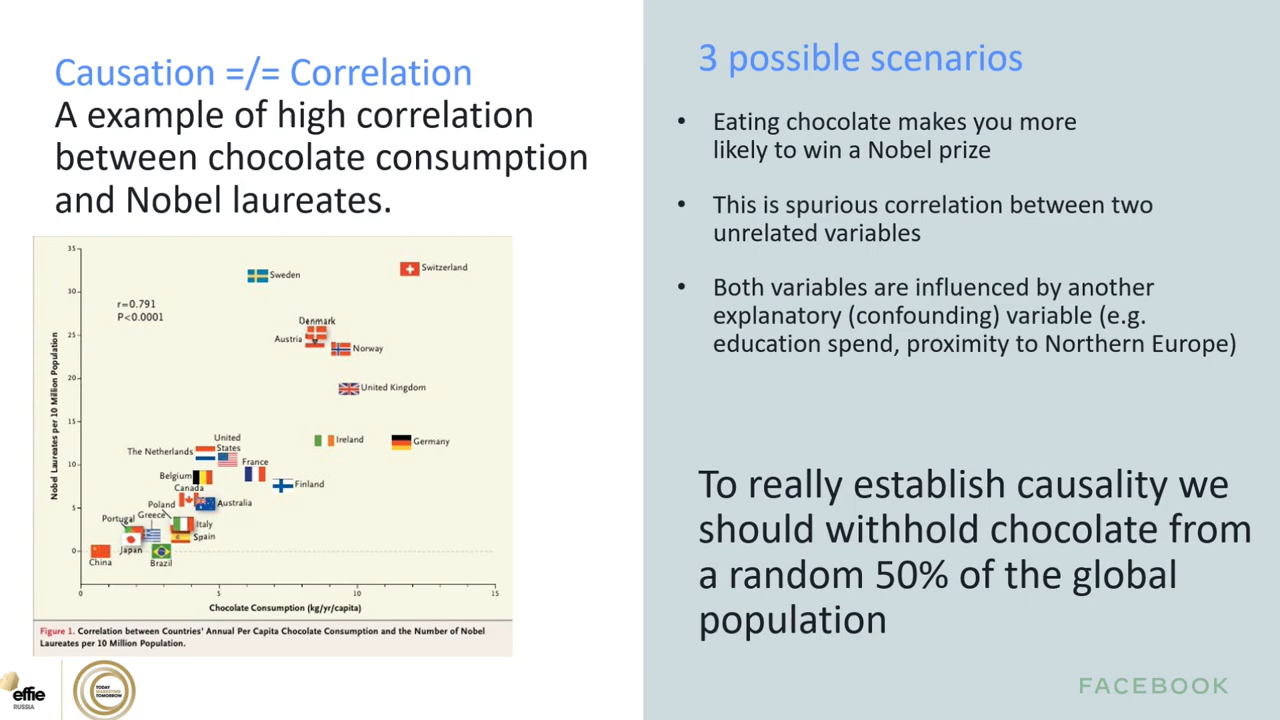 Causation =/= Correlation
A example of high correlation
between chocolate consumption
and Nobel laureates.
35
30
25
20
15
10
5
0
Nobel Laureates per 10 Million Population
r=0.791
P<0.0001
Sweden
Switzerland
Denmark
Austria
Norway
United Kingdom
Ireland
Germany
United
States
The Netherlands
France
Belgium
Finland
Canada
Australia
Poland
Portugal
Greece
Italy
Spain
Japan
China
Brazil
0
5
10
15
Chocolate Consumption (kg/yr/capita)
Figure 1. Correlation between Countries' Annual Per Capita Chocolate Consumption and the Number of Nobel
Laureates per 10 Million Population.
effie
RUSSIA
TODAY
MARKETING
TOMORROW
3 possible scenarios
• Eating chocolate makes you more
likely to win a Nobel prize
• This is spurious correlation between two
unrelated variables
• Both variables are influenced by another
explanatory (confounding) variable (e.g.
education spend, proximity to Northern Europe)
To really establish causality we
should withhold chocolate from
a random 50% of the global
population
FACEBOOK